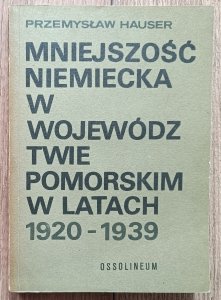 PRZEMYSŁAW HAUSER
MNIEJSZOŚĆ
NIEMIECKA
W
WOJEWÓDZ
TWIE
POMORSKIM
W LATACH
1920-1939
OSSOLINEUM